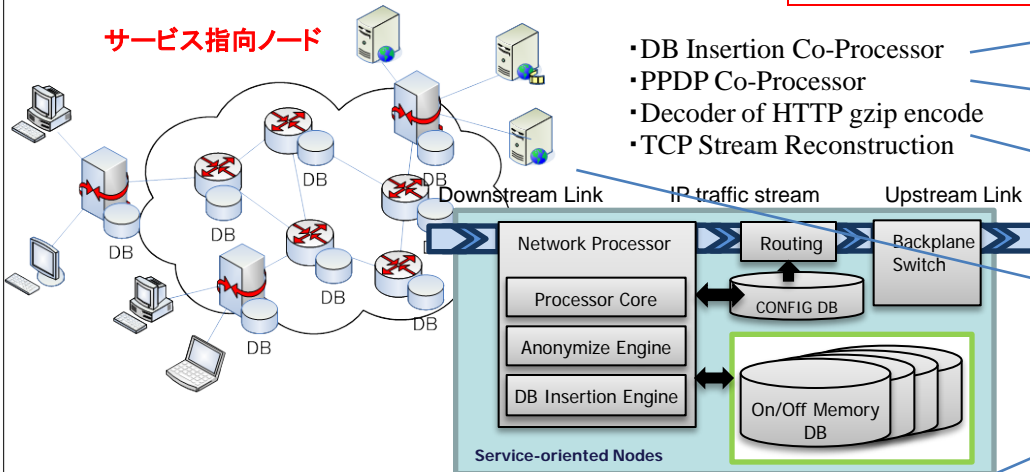 サービス指向ノード
・DB Insertion Co-Processor
・PPDP Co-Processor
・Decoder of HTTP gzip encode
・TCP Stream Reconstruction
DB
DB
DB
DB
DB
DB
DB
DB
Downstream Link
IP traffic stream
Upstream Link
Network Processor
Routing
Backplane
Switch
Processor Core
CONFIG DB
Anonymize Engine
DB Insertion Engine
On/Off Memory
DB
Service-oriented Nodes